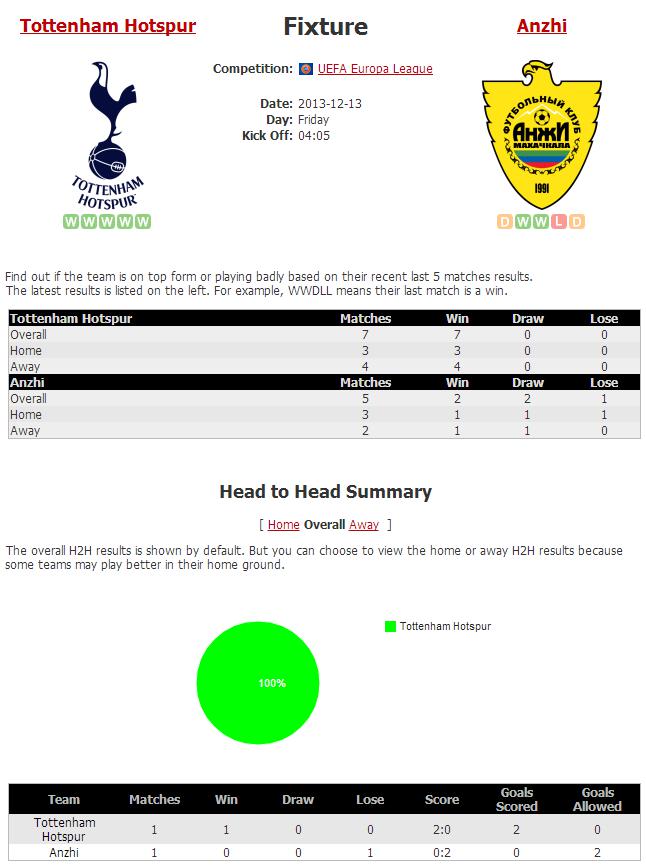 Tottenham Hotspur
Fixture
Anzhi
Competition: UEFA Europa League
Date: 2013-12-13
Day: Friday
Kick Off: 04:05
TOTTENHAM
HOTSPUR
ФУТБОЛЬНЫЙ КЛУБ
АНЖИ
МАХАЧКАЛА
1991
W W W W W
D W W L D
Find out if the team is on top form or playing badly based on their recent last 5 matches results.
The latest results is listed on the left. For example, WWDLL means their last match is a win.
Tottenham Hotspur Matches Win Draw Lose
Overall 7 7 0 0
Home 3 3 0 0
Away 4 4 0 0
Anzhi Matches Win Draw Lose
Overall 5 2 2 1
Home 3 1 1 1
Away 2 1 1 0
Head to Head Summary
[ Home Overall Away ]
The overall H2H results is shown by default. But you can choose to view the home or away H2H results because
some teams may play better in their home ground.
Tottenham Hotspur
100%
Team Matches Win Draw Lose Score Goals Scored Goals Allowed
Tottenham Hotspur 1 1 0 0 2:0 2 0
Anzhi 1 0 0 1 0:2 0 2